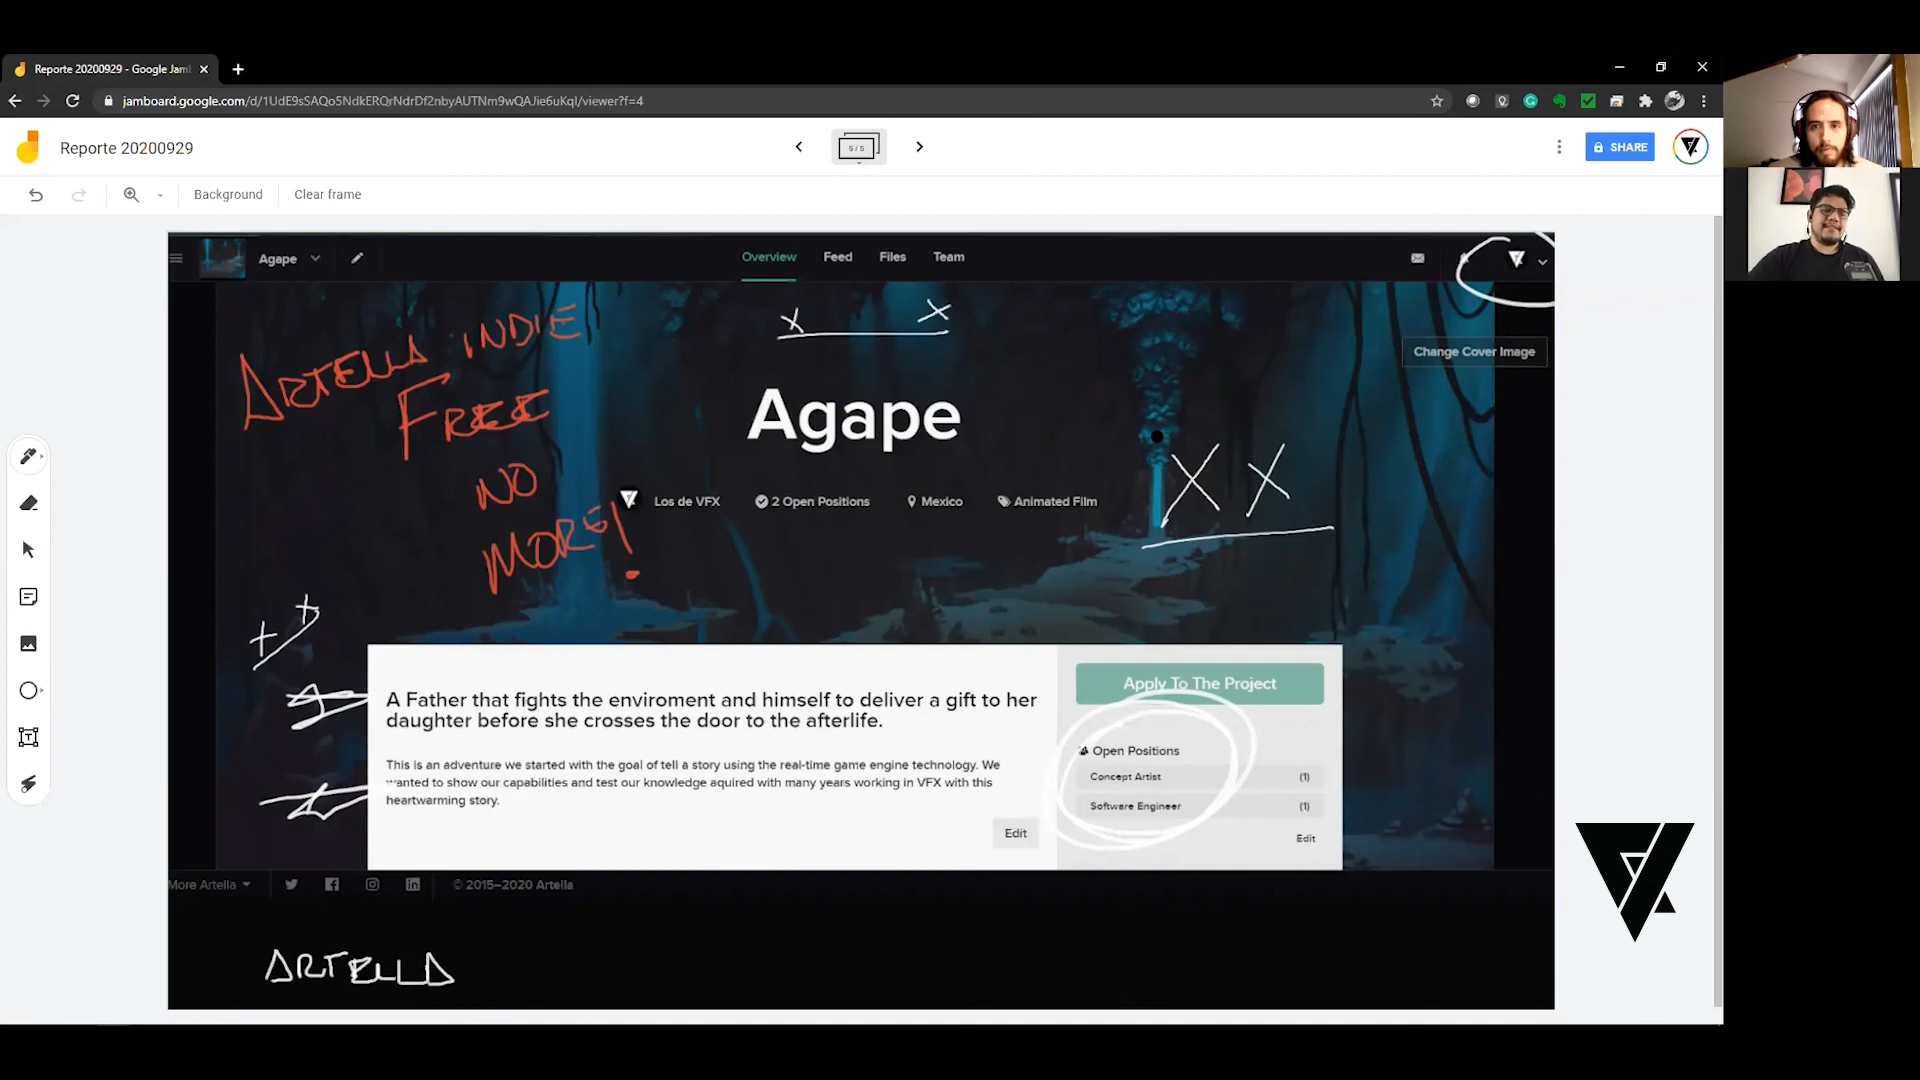 Reporte 20200929 - Google Jamb
jamboard.google.com/d/1UdE9sSAQo5NdkERQrNdrDf2nbyAUTNm9wQAJie6uKqI/viewer?f=4
Reporte 20200929
5 / 5
SHARE
Background
Clear frame
Agape
Overview
Feed
Files
Team
Change Cover Image
ARTELLA INDIE
FREE
NO
MORE!
X X
Agape
X X
Los de VFX
2 Open Positions
Mexico
Animated Film
A Father that fights the enviroment and himself to deliver a gift to her
daughter before she crosses the door to the afterlife.
This is an adventure we started with the goal of tell a story using the real-time game engine technology. We
wanted to show our capabilities and test our knowledge aquired with many years working in VFX with this
heartwarming story.
Edit
Apply To The Project
Open Positions
Concept Artist (1)
Software Engineer (1)
Edit
More Artella
© 2015–2020 Artella
ARTELLA